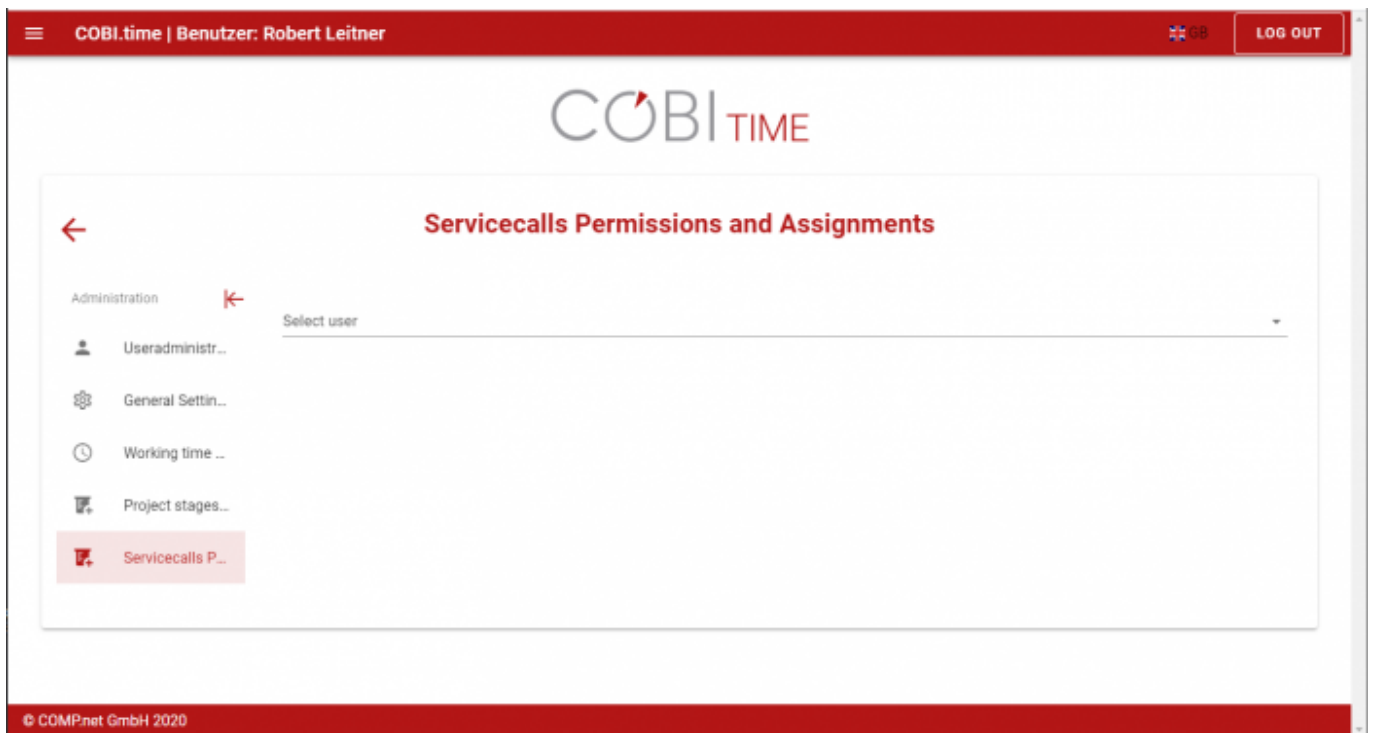 COBI.time | Benutzer: Robert Leitner
GB
LOG OUT
COBI TIME
Servicecalls Permissions and Assignments
Administration
Select user
Useradministr...
General Settin...
Working time ...
Project stages...
Servicecalls P...
© COMP.net GmbH 2020